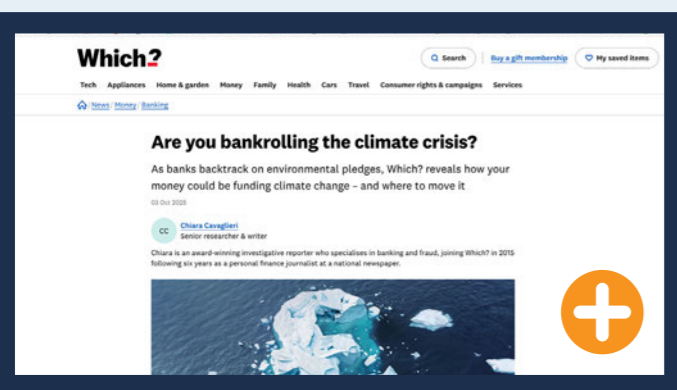 Which?
Search
Buy a gift membership
My saved items
Tech Appliances Home & garden Money Family Health Cars Travel Consumer rights & campaigns Services
News / Money / Banking
Are you bankrolling the climate crisis?
As banks backtrack on environmental pledges, Which? reveals how your
money could be funding climate change – and where to move it
03 Oct 2025
CC
Chiara Cavaglieri
Senior researcher & writer
Chiara is an award-winning investigative reporter who specialises in banking and fraud, joining Which? in 2015
following six years as a personal finance journalist at a national newspaper.